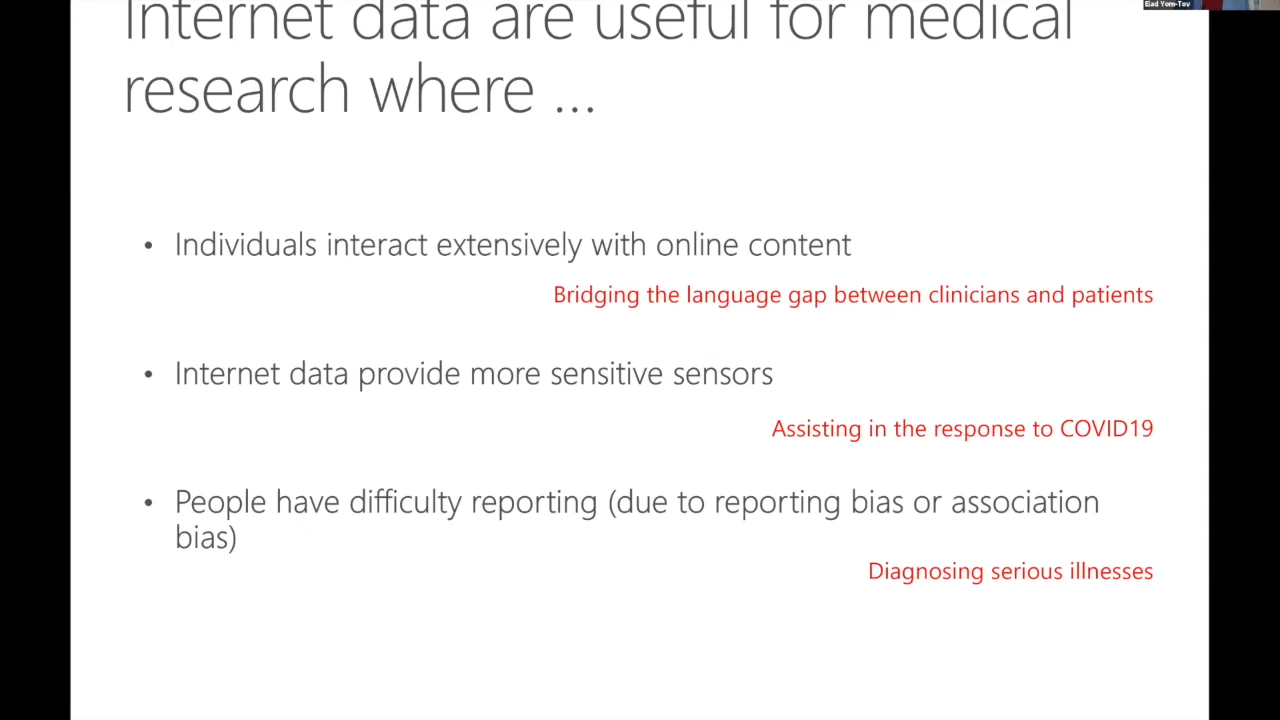 Elad Yom-Tov
Internet data are useful for medical
research where ...
• Individuals interact extensively with online content
Bridging the language gap between clinicians and patients
• Internet data provide more sensitive sensors
Assisting in the response to COVID19
• People have difficulty reporting (due to reporting bias or association
bias)
Diagnosing serious illnesses